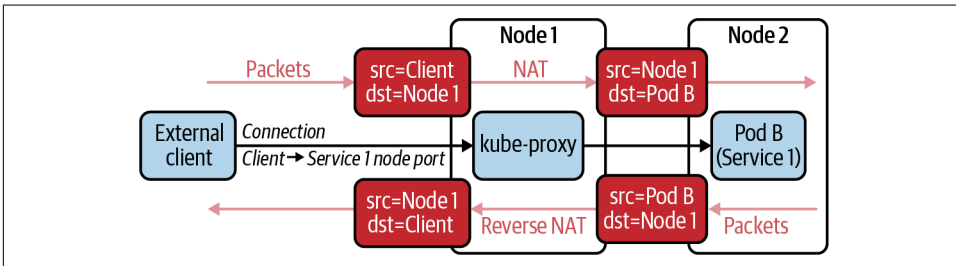 Node 1
Node 2
Packets
src=Client
dst=Node 1
NAT
src=Node 1
dst=Pod B
External
client
Connection
Client → Service 1 node port
kube-proxy
Pod B
(Service 1)
src=Node 1
dst=Client
Reverse NAT
src=Pod B
dst=Node 1
Packets